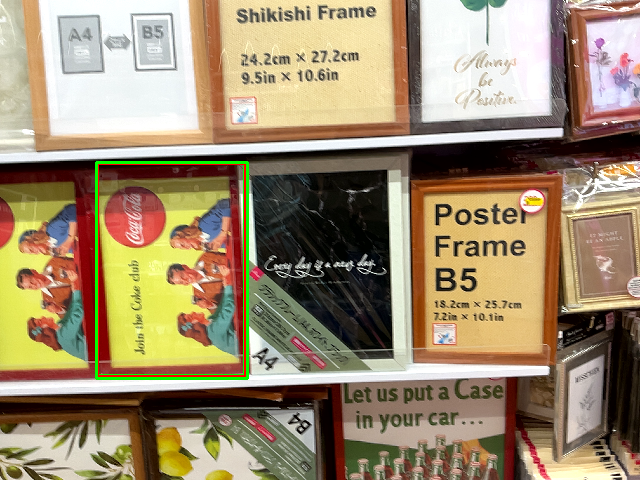 A4
B5
Shikishi Frame
24.2cm × 27.2cm
9.5in × 10.6in
Always
be
Positive.
Coca-Cola
Join the Coke club
Every day is a new day.
A4
Poster
Frame
B5
18.2cm × 25.7cm
7.2in × 10.1in
B4
Let us put a Case
in your car...